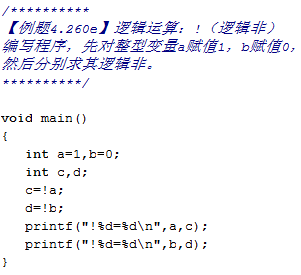 /**********
【例题4.260e】逻辑运算：!（逻辑非）
编写程序，先对整型变量a赋值1，b赋值0，
然后分别求其逻辑非。
**********/
void main()
{
int a=1,b=0;
int c,d;
c=!a;
d=!b;
printf("!%d=%d\n",a,c);
printf("!%d=%d\n",b,d);
}